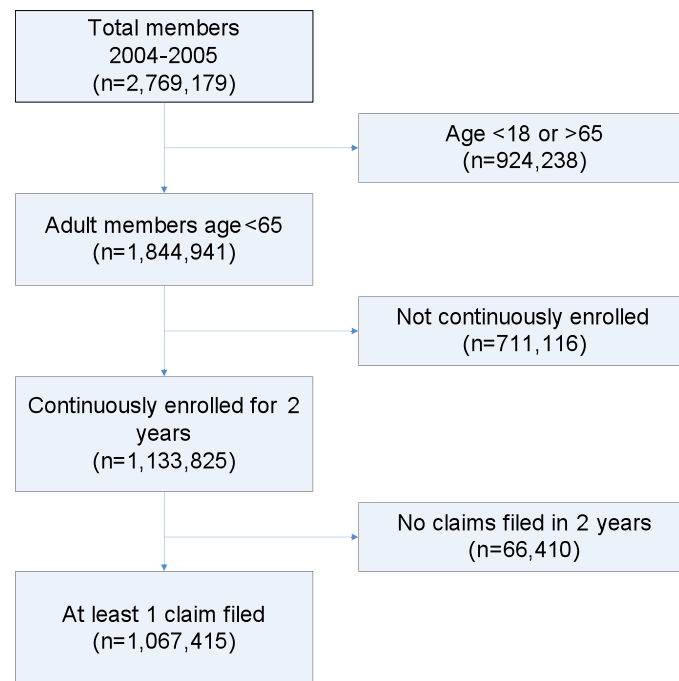 Total members
2004-2005
(n=2,769,179)
Age <18 or >65
(n=924,238)
Adult members age<65
(n=1,844,941)
Not continuously enrolled
(n=711,116)
Continuously enrolled for 2
years
(n=1,133,825)
No claims filed in 2 years
(n=66,410)
At least 1 claim filed
(n=1,067,415)